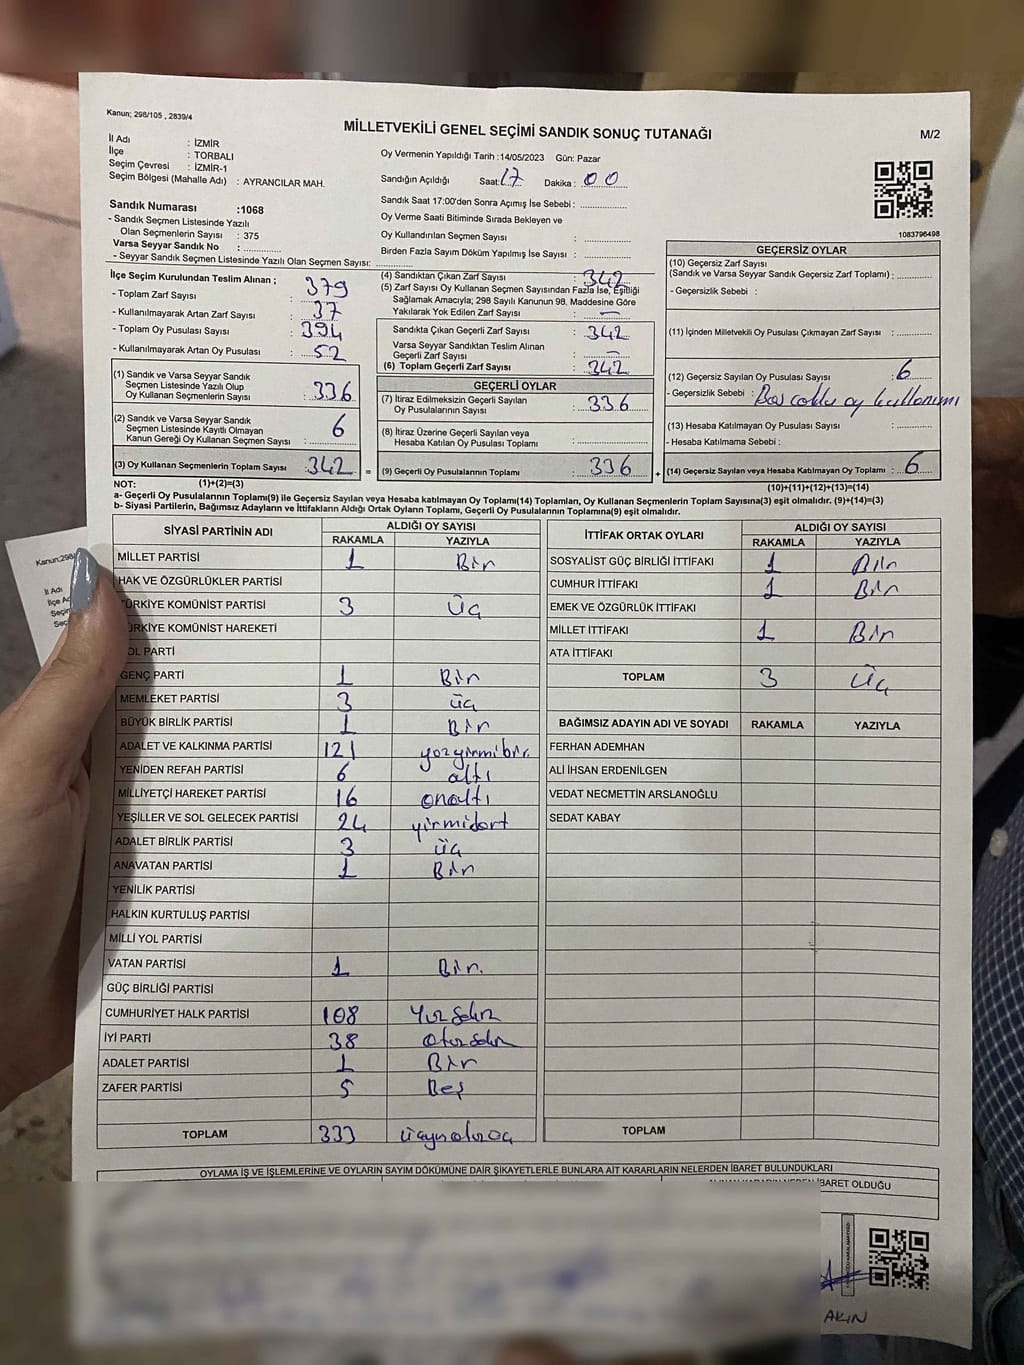 Kanun; 298/105 , 2839/4
MİLLETVEKİLİ GENEL SEÇİMİ SANDIK SONUÇ TUTANAĞI
M/2
İl Adı : İZMİR
İlçe : TORBALI
Seçim Çevresi : İZMİR-1
Seçim Bölgesi (Mahalle Adı) : AYRANCILAR MAH.
Oy Vermenin Yapıldığı Tarih :14/05/2023 Gün: Pazar
Sandığın Açıldığı Saat: 17 Dakika : 00
Sandık Saat 17:00'den Sonra Açımış İse Sebebi : ..............
Oy Verme Saati Bitiminde Sırada Bekleyen ve
Oy Kullandırılan Seçmen Sayısı : ..............
Birden Fazla Sayım Döküm Yapılmış İse Sayısı : ..............
1083796498
Sandık Numarası :1068
- Sandık Seçmen Listesinde Yazılı
Olan Seçmenlerin Sayısı : 375
Varsa Seyyar Sandık No : ..............
- Seyyar Sandık Seçmen Listesinde Yazılı Olan Seçmen Sayısı: ..............
İlçe Seçim Kurulundan Teslim Alınan ;
- Toplam Zarf Sayısı : 379
- Kullanılmayarak Artan Zarf Sayısı : 37
- Toplam Oy Pusulası Sayısı : 394
- Kullanılmayarak Artan Oy Pusulası : 52
(1) Sandık ve Varsa Seyyar Sandık
Seçmen Listesinde Yazılı Olup
Oy Kullanan Seçmenlerin Sayısı : 336
(2) Sandık ve Varsa Seyyar Sandık
Seçmen Listesinde Kayıtlı Olmayan
Kanun Gereği Oy Kullanan Seçmen Sayısı : 6
(3) Oy Kullanan Seçmenlerin Toplam Sayısı : 342 =
(4) Sandıktan Çıkan Zarf Sayısı : 342
(5) Zarf Sayısı Oy Kullanan Seçmen Sayısından Fazla İse, Eşitliği
Sağlamak Amacıyla; 298 Sayılı Kanunun 98. Maddesine Göre
Yakılarak Yok Edilen Zarf Sayısı : —
Sandıkta Çıkan Geçerli Zarf Sayısı : 342
Varsa Seyyar Sandıktan Teslim Alınan
Geçerli Zarf Sayısı : —
(6) Toplam Geçerli Zarf Sayısı : 342
GEÇERLİ OYLAR
(7) İtiraz Edilmeksizin Geçerli Sayılan
Oy Pusulalarının Sayısı : 336
(8) İtiraz Üzerine Geçerli Sayılan veya
Hesaba Katılan Oy Pusulası Toplamı : ..............
(9) Geçerli Oy Pusulalarının Toplamı : 336 +
GEÇERSİZ OYLAR
(10) Geçersiz Zarf Sayısı
(Sandık ve Varsa Seyyar Sandık Geçersiz Zarf Toplamı) : ..........
- Geçersizlik Sebebi :
(11) İçinden Milletvekili Oy Pusulası Çıkmayan Zarf Sayısı : ..........
(12) Geçersiz Sayılan Oy Pusulası Sayısı : 6
- Geçersizlik Sebebi : oy kullanımı
(13) Hesaba Katılmayan Oy Pusulası Sayısı : ..........
- Hesaba Katılmama Sebebi :
(14) Geçersiz Sayılan veya Hesaba Katılmayan Oy Toplamı : 6
NOT: (1)+(2)=(3)
(10)+(11)+(12)+(13)=(14)
a- Geçerli Oy Pusulalarının Toplamı(9) ile Geçersiz Sayılan veya Hesaba katılmayan Oy Toplamı(14) Toplamları, Oy Kullanan Seçmenlerin Toplam Sayısına(3) eşit olmalıdır. (9)+(14)=(3)
b- Siyasi Partilerin, Bağımsız Adayların ve İttifakların Aldığı Ortak Oyların Toplamı, Geçerli Oy Pusulalarının Toplamına(9) eşit olmalıdır.
SİYASİ PARTİNİN ADI ALDIĞI OY SAYISI
RAKAMLA YAZIYLA
MİLLET PARTİSİ 1 Bir
HAK VE ÖZGÜRLÜKLER PARTİSİ
TÜRKİYE KOMÜNİST PARTİSİ 3 üç
TÜRKİYE KOMÜNİST HAREKETİ
SOL PARTİ
GENÇ PARTİ 1 Bir
MEMLEKET PARTİSİ 3 üç
BÜYÜK BİRLİK PARTİSİ 1 Bir
ADALET VE KALKINMA PARTİSİ 121 yozyirmibir.
YENİDEN REFAH PARTİSİ 6 altı
MİLLİYETÇİ HAREKET PARTİSİ 16 onaltı
YEŞİLLER VE SOL GELECEK PARTİSİ 24 yirmidört
ADALET BİRLİK PARTİSİ 3 üç
ANAVATAN PARTİSİ 1 Bir
YENİLİK PARTİSİ
HALKIN KURTULUŞ PARTİSİ
MİLLİ YOL PARTİSİ
VATAN PARTİSİ 1 Bir.
GÜÇ BİRLİĞİ PARTİSİ
CUMHURİYET HALK PARTİSİ 108 Yüzsekiz
İYİ PARTİ 38 otuzsekiz
ADALET PARTİSİ 1 Bir
ZAFER PARTİSİ 5 Beş
TOPLAM 333 üçyüzotuzüç
İTTİFAK ORTAK OYLARI ALDIĞI OY SAYISI
RAKAMLA YAZIYLA
SOSYALİST GÜÇ BİRLİĞİ İTTİFAKI 1 Bir
CUMHUR İTTİFAKI 1 Bir
EMEK VE ÖZGÜRLÜK İTTİFAKI
MİLLET İTTİFAKI 1 Bir
ATA İTTİFAKI
TOPLAM 3 üç
BAĞIMSIZ ADAYIN ADI VE SOYADI RAKAMLA YAZIYLA
FERHAN ADEMHAN
ALİ İHSAN ERDENİLGEN
VEDAT NECMETTİN ARSLANOĞLU
SEDAT KABAY
TOPLAM
OYLAMA İŞ VE İŞLEMLERİNE VE OYLARIN SAYIM DÖKÜMÜNE DAİR ŞİKAYETLERLE BUNLARA AİT KARARLARIN NELERDEN İBARET BULUNDUKLARI
İBARET OLDUĞU
AKIN
Kanun;298/
İl Adı
İlçe A
Seçim
Seç